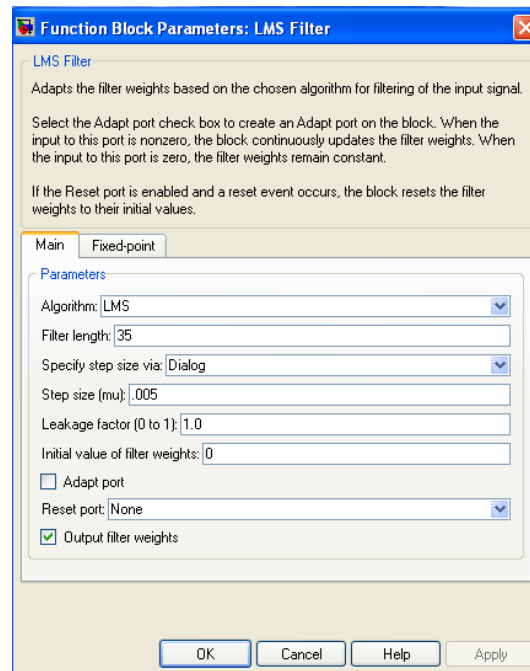 Function Block Parameters: LMS Filter
LMS Filter
Adapts the filter weights based on the chosen algorithm for filtering of the input signal.
Select the Adapt port check box to create an Adapt port on the block. When the
input to this port is nonzero, the block continuously updates the filter weights. When
the input to this port is zero, the filter weights remain constant.
If the Reset port is enabled and a reset event occurs, the block resets the filter
weights to their initial values.
Main Fixed-point
Parameters
Algorithm: LMS
Filter length: 35
Specify step size via: Dialog
Step size (mu): .005
Leakage factor (0 to 1): 1.0
Initial value of filter weights: 0
Adapt port
Reset port: None
Output filter weights
OK Cancel Help Apply